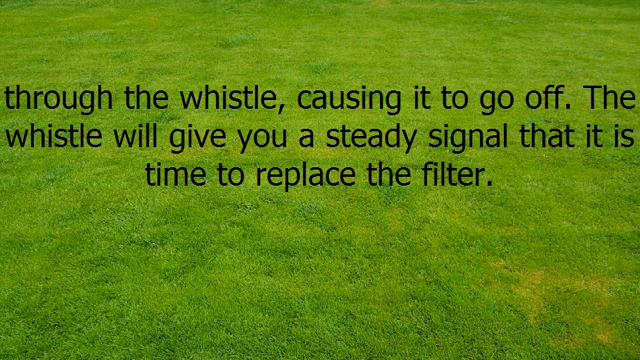 through the whistle, causing it to go off. The
whistle will give you a steady signal that it is
time to replace the filter.